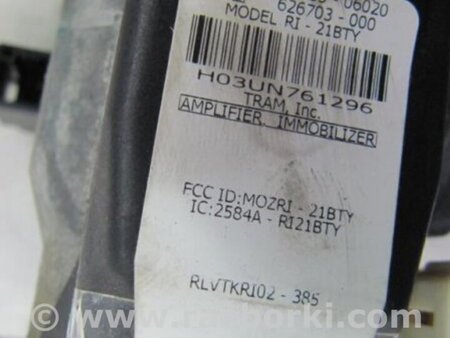 06020
626703 - 000
MODEL RI - 21BTY
H03UN761296
TRAM, Inc.
AMPLIFIER, IMMOBILIZER
FCC ID:MOZRI - 21BTY
IC:2584A - RI21BTY
RLVTKRI02 - 385